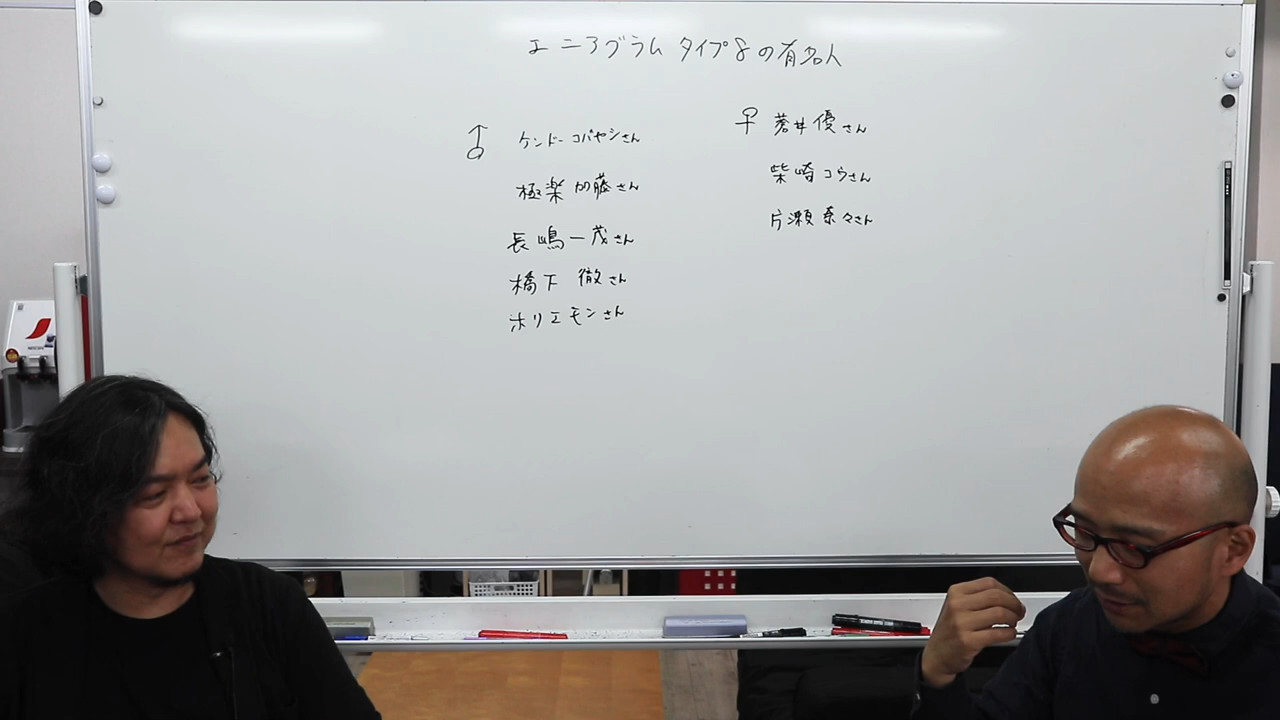 エニアグラム タイプ8の有名人
♂ ケンドーコバヤシさん
極楽 加藤さん
長嶋一茂さん
橋下 徹さん
ホリエモンさん
♀ 蒼井優さん
柴崎コウさん
片瀬奈々さん